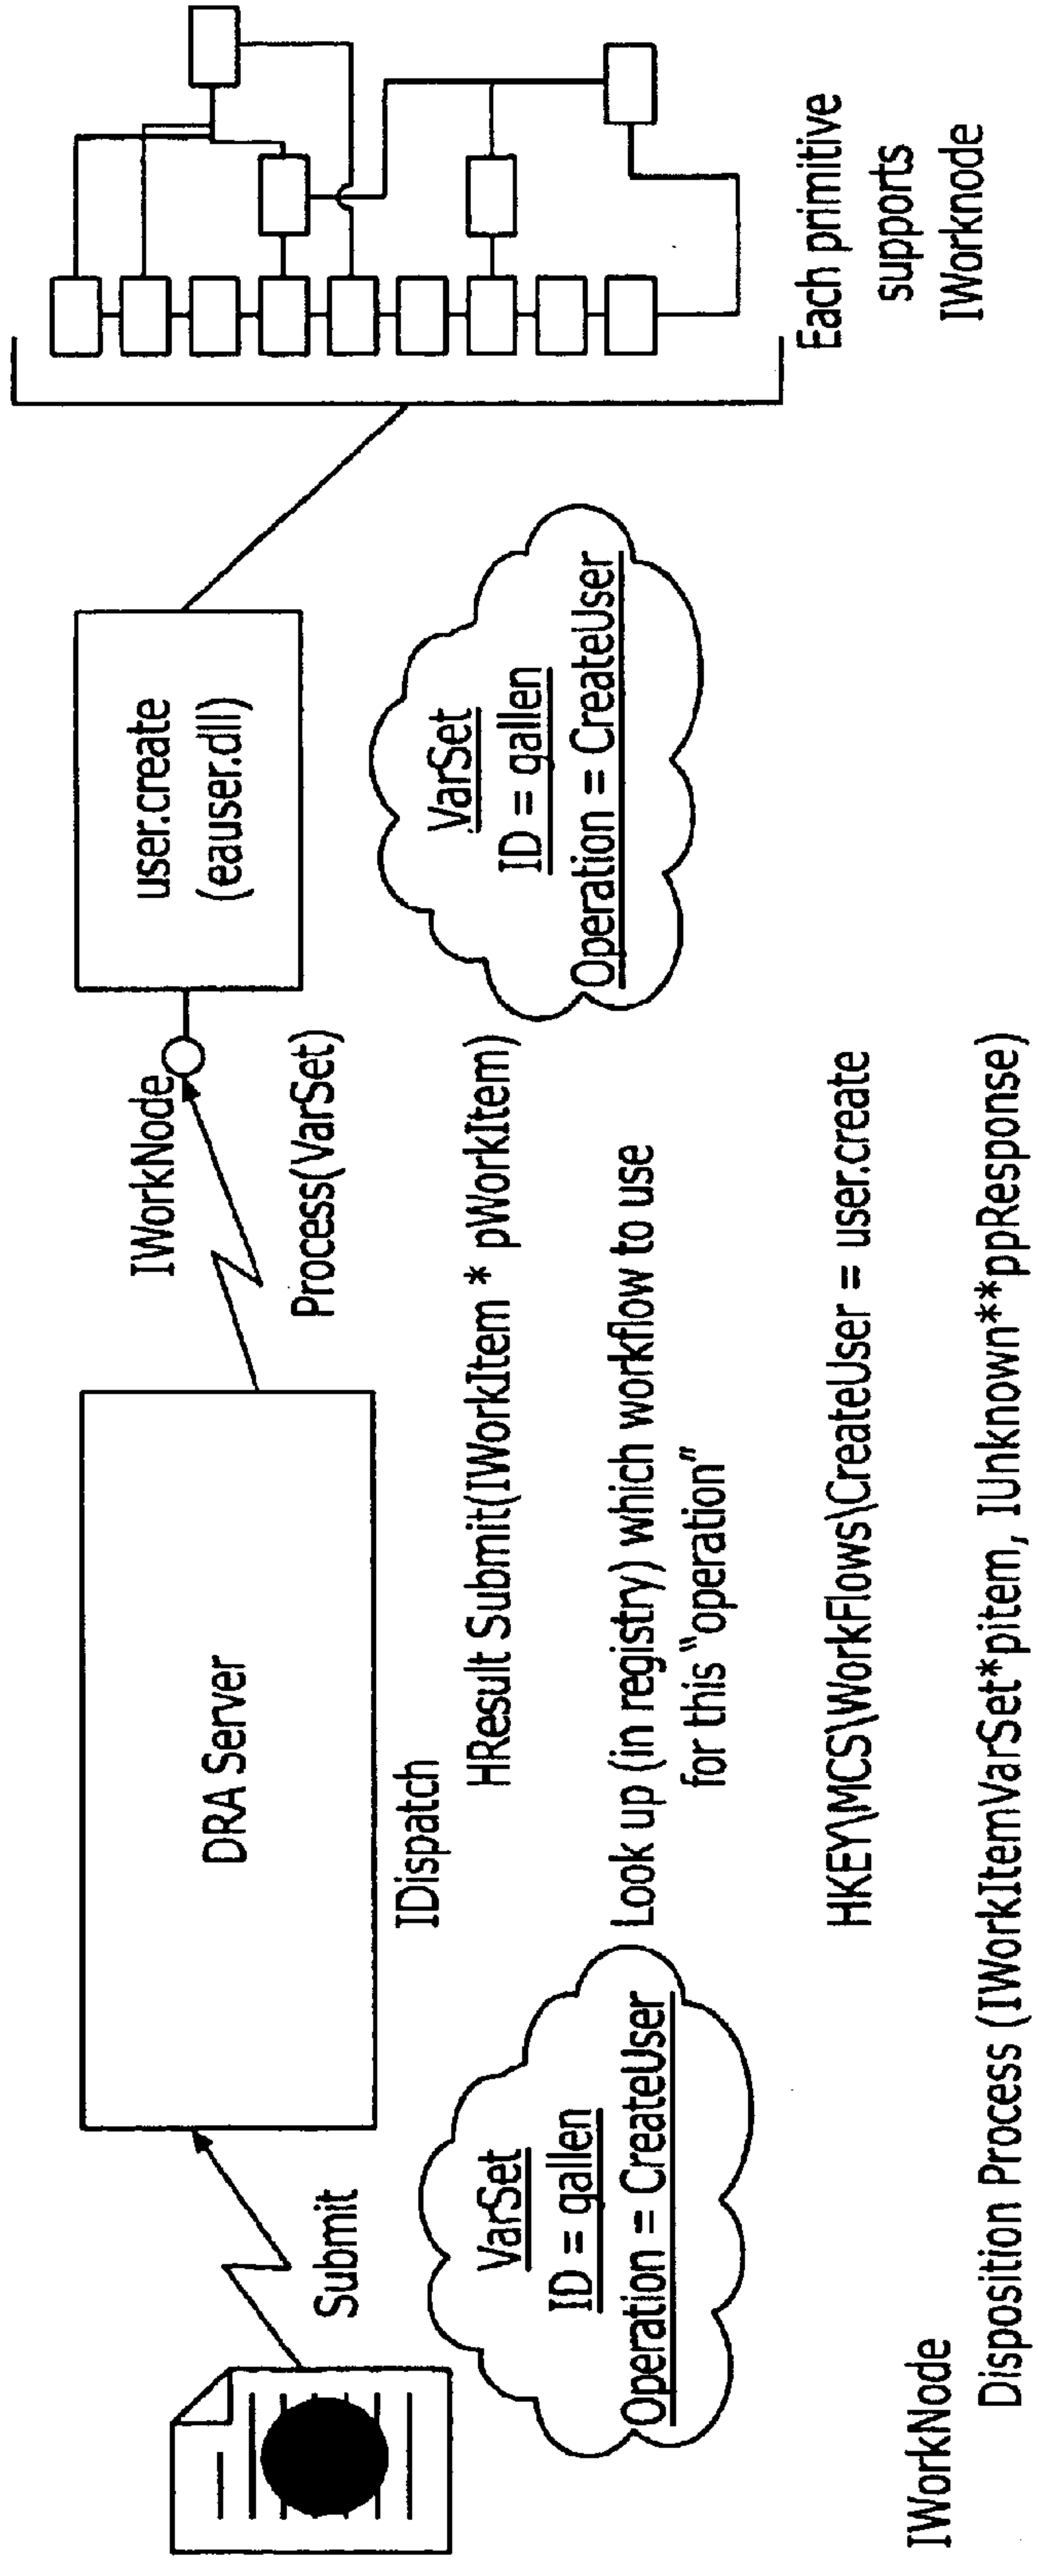 Submit
VarSet
ID = gallen
Operation = CreateUser
DRA Server
IDispatch
HResult Submit(IWorkItem * pWorkItem)
Look up (in registry) which workflow to use
for this "operation"
HKEY\MCS\WorkFlows\CreateUser = user.create
IWorkNode
Process(VarSet)
user.create
(eauser.dll)
VarSet
ID = gallen
Operation = CreateUser
Each primitive
supports
IWorknode
IWorkNode
Disposition Process (IWorkItemVarSet*pitem, IUnknown**ppResponse)